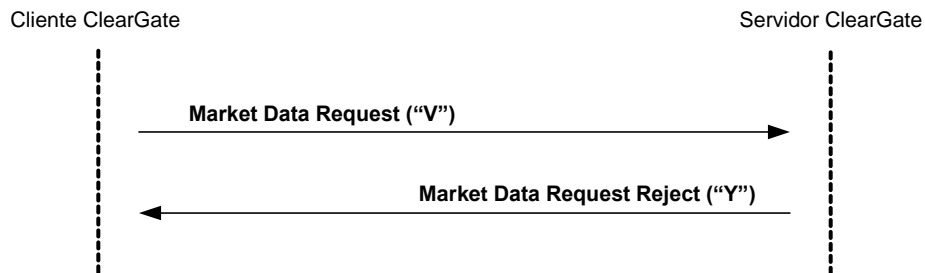 Cliente ClearGate
Servidor ClearGate
Market Data Request (“V”)
Market Data Request Reject (“Y”)